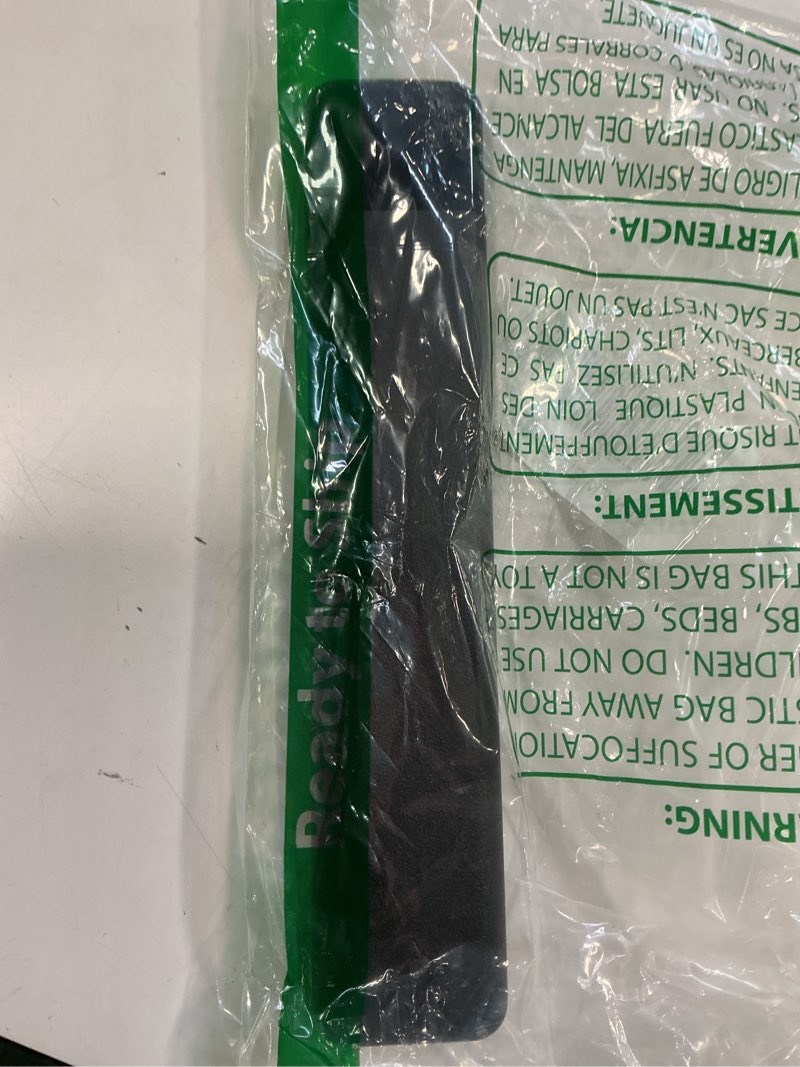 Ready to Ship
RNING:
ER OF SUFFOCATION
STIC BAG AWAY FROM
LDREN. DO NOT USE
BS, BEDS, CARRIAGES
THIS BAG IS NOT A TOY
TISSEMENT:
T RISQUE D'ETOUFFEMENT
N PLASTIQUE LOIN DES
ENFANTS. N'UTILISEZ PAS CE
BERCEAUX, LITS, CHARIOTS OU
CE SAC N'EST PAS UN JOUET.
VERTENCIA:
LIGRO DE ASFIXIA, MANTENGA
ASTICO FUERA DEL ALCANCE
S. NO USAR ESTA BOLSA EN
O CORRALES PARA
SA NO ES UN JUGUETE.